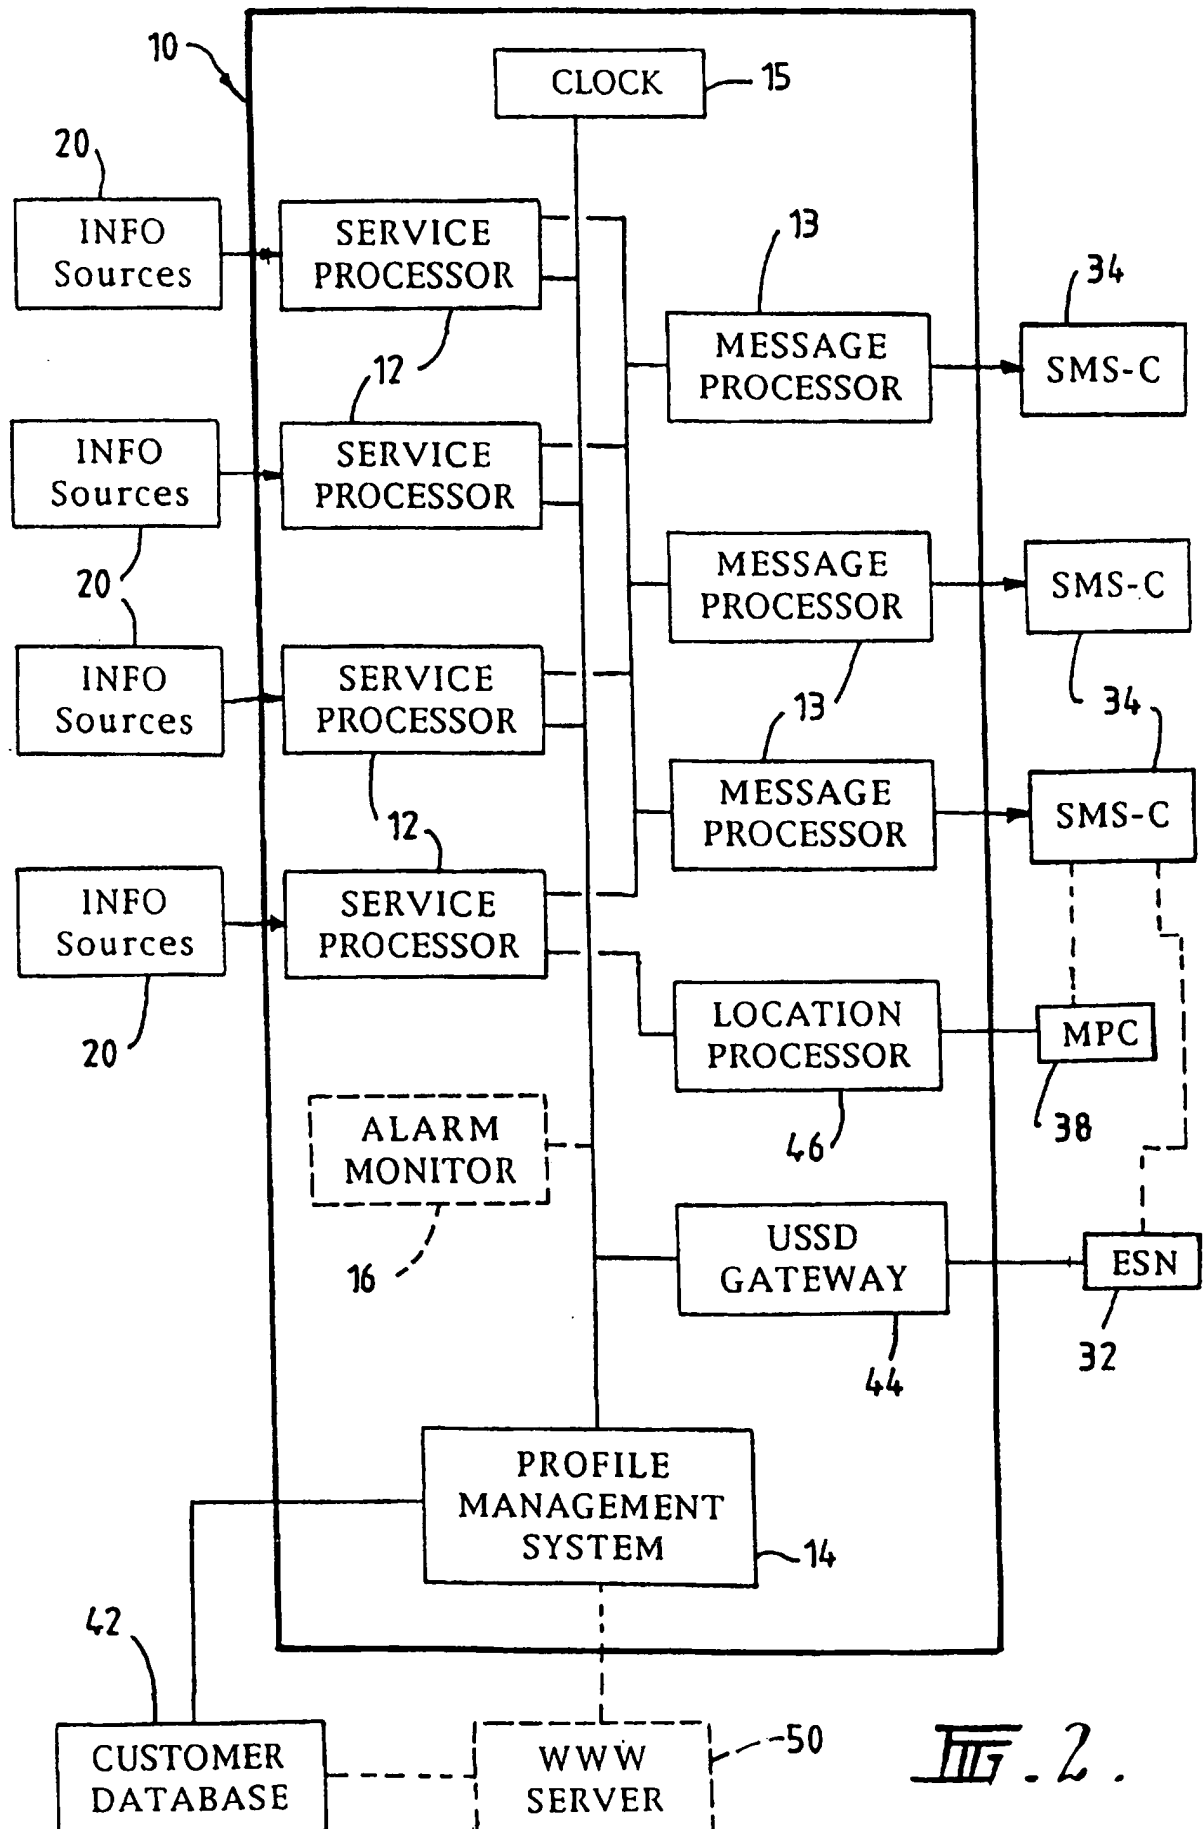 10
CLOCK
15
20
INFO
Sources
SERVICE
PROCESSOR
13
34
MESSAGE
PROCESSOR
SMS-C
12
INFO
Sources
SERVICE
PROCESSOR
20
MESSAGE
PROCESSOR
SMS-C
INFO
Sources
SERVICE
PROCESSOR
13
34
12
MESSAGE
PROCESSOR
SMS-C
INFO
Sources
SERVICE
PROCESSOR
20
LOCATION
PROCESSOR
MPC
46
38
ALARM
MONITOR
16
USSD
GATEWAY
ESN
44
32
PROFILE
MANAGEMENT
SYSTEM
14
42
CUSTOMER
DATABASE
WWW
SERVER
50
FIG. 2.